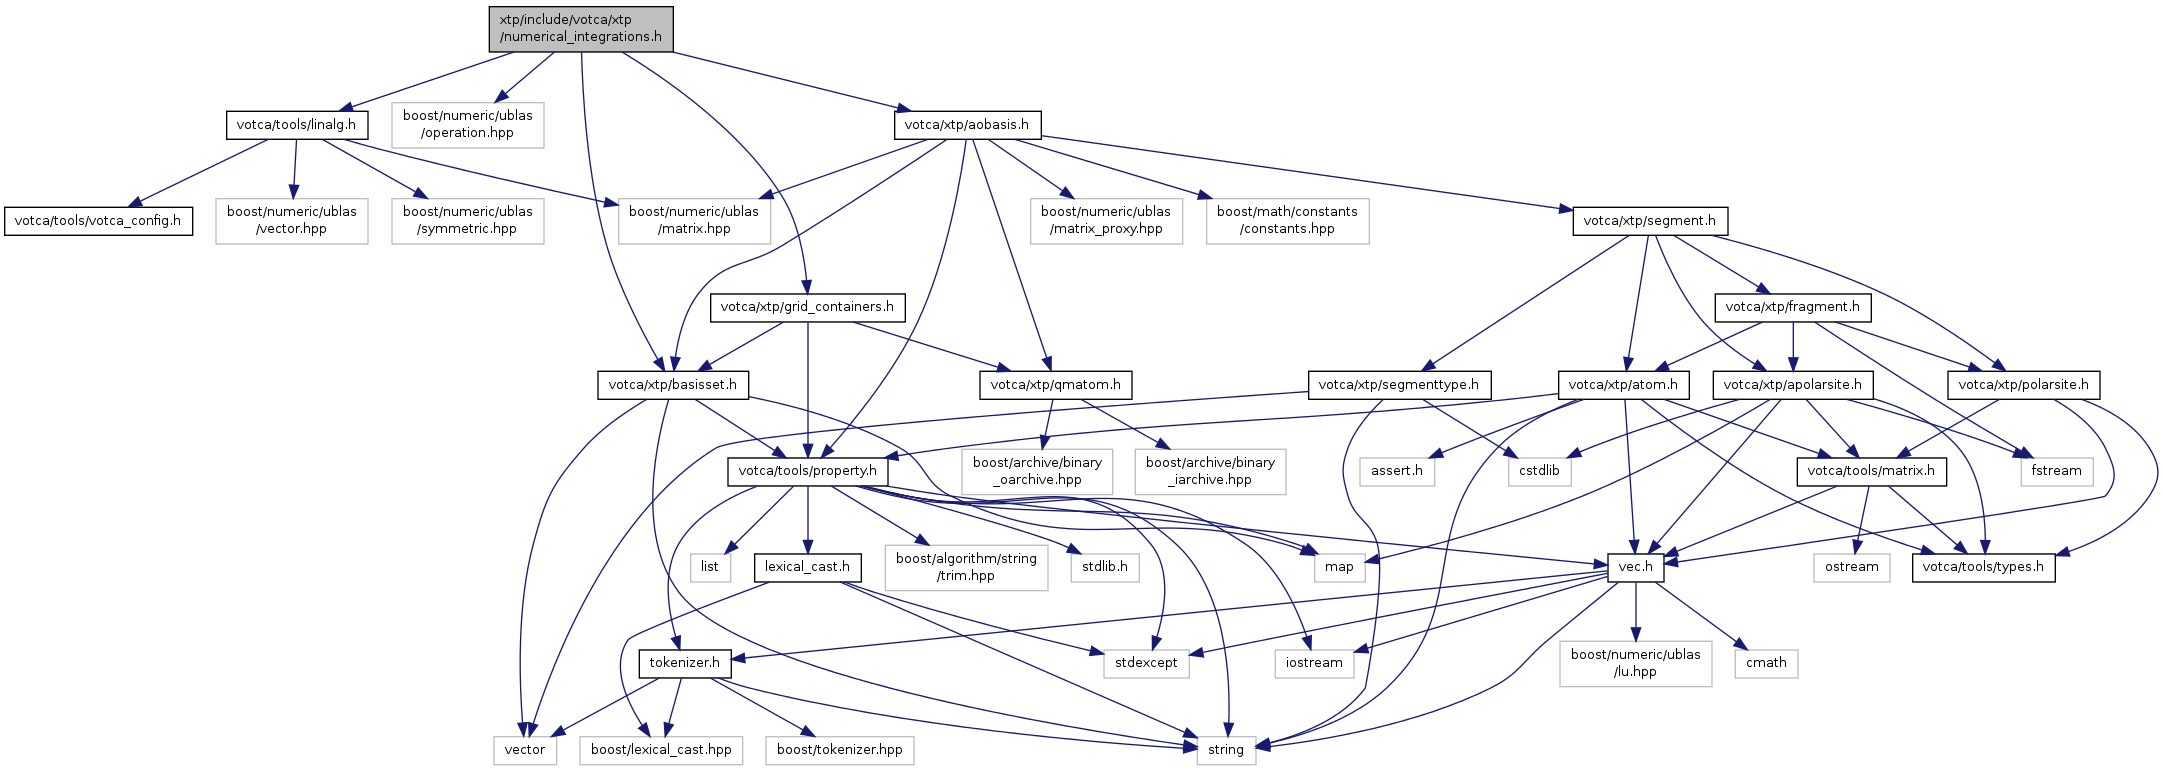 xtp/include/votca/xtp
/numerical_integrations.h
votca/tools/linalg.h
boost/numeric/ublas
/operation.hpp
votca/xtp/aobasis.h
votca/tools/votca_config.h
boost/numeric/ublas
/vector.hpp
boost/numeric/ublas
/symmetric.hpp
boost/numeric/ublas
/matrix.hpp
boost/numeric/ublas
/matrix_proxy.hpp
boost/math/constants
/constants.hpp
votca/xtp/segment.h
votca/xtp/grid_containers.h
votca/xtp/fragment.h
votca/xtp/basisset.h
votca/xtp/qmatom.h
votca/xtp/segmenttype.h
votca/xtp/atom.h
votca/xtp/apolarsite.h
votca/xtp/polarsite.h
votca/tools/property.h
boost/archive/binary
_oarchive.hpp
boost/archive/binary
_iarchive.hpp
assert.h
cstdlib
votca/tools/matrix.h
fstream
list
lexical_cast.h
boost/algorithm/string
/trim.hpp
stdlib.h
map
vec.h
ostream
votca/tools/types.h
tokenizer.h
stdexcept
iostream
boost/numeric/ublas
/lu.hpp
cmath
vector
boost/lexical_cast.hpp
boost/tokenizer.hpp
string